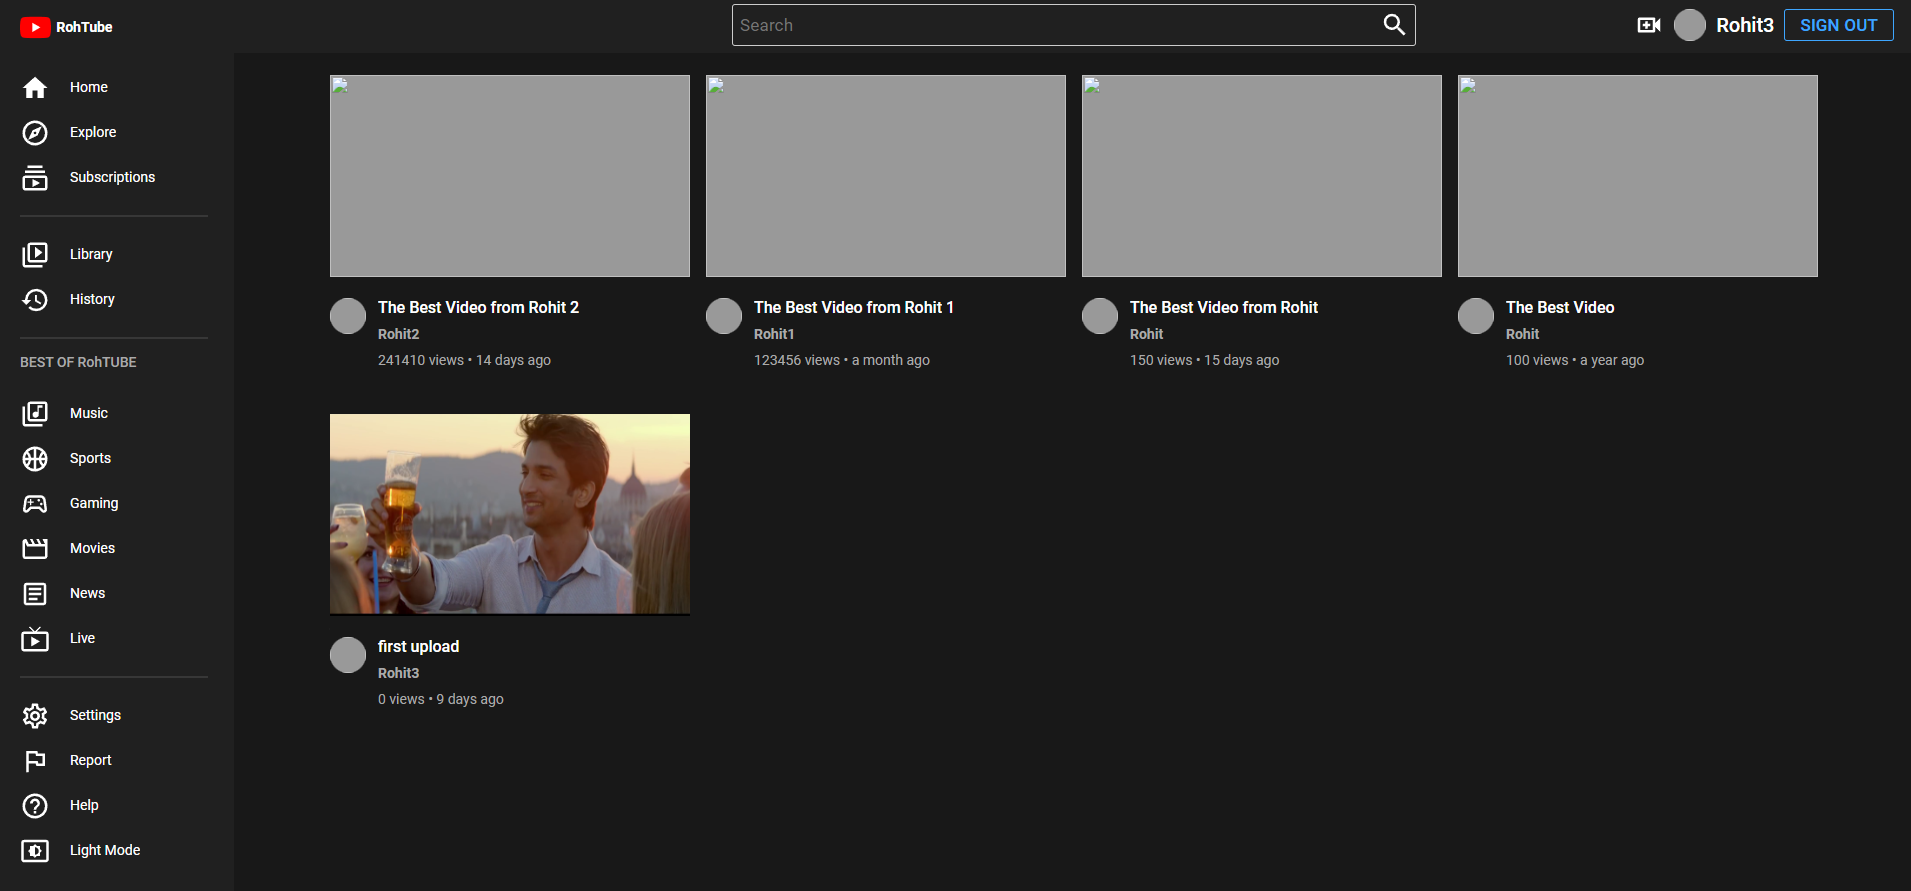 RohTube
Search
Rohit3
SIGN OUT
Home
Explore
Subscriptions
Library
History
BEST OF RohTUBE
Music
Sports
Gaming
Movies
News
Live
Settings
Report
Help
Light Mode
The Best Video from Rohit 2
Rohit2
241410 views • 14 days ago
The Best Video from Rohit 1
Rohit1
123456 views • a month ago
The Best Video from Rohit
Rohit
150 views • 15 days ago
The Best Video
Rohit
100 views • a year ago
first upload
Rohit3
0 views • 9 days ago